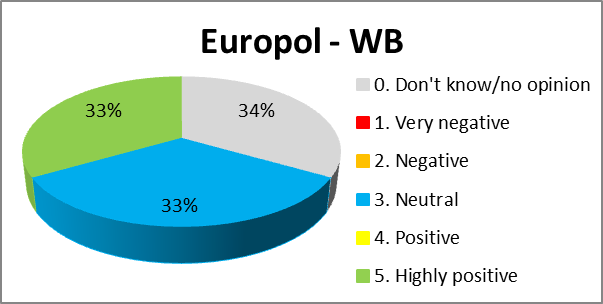 Europol - WB
33%
34%
33%
0. Don't know/no opinion
1. Very negative
2. Negative
3. Neutral
4. Positive
5. Highly positive